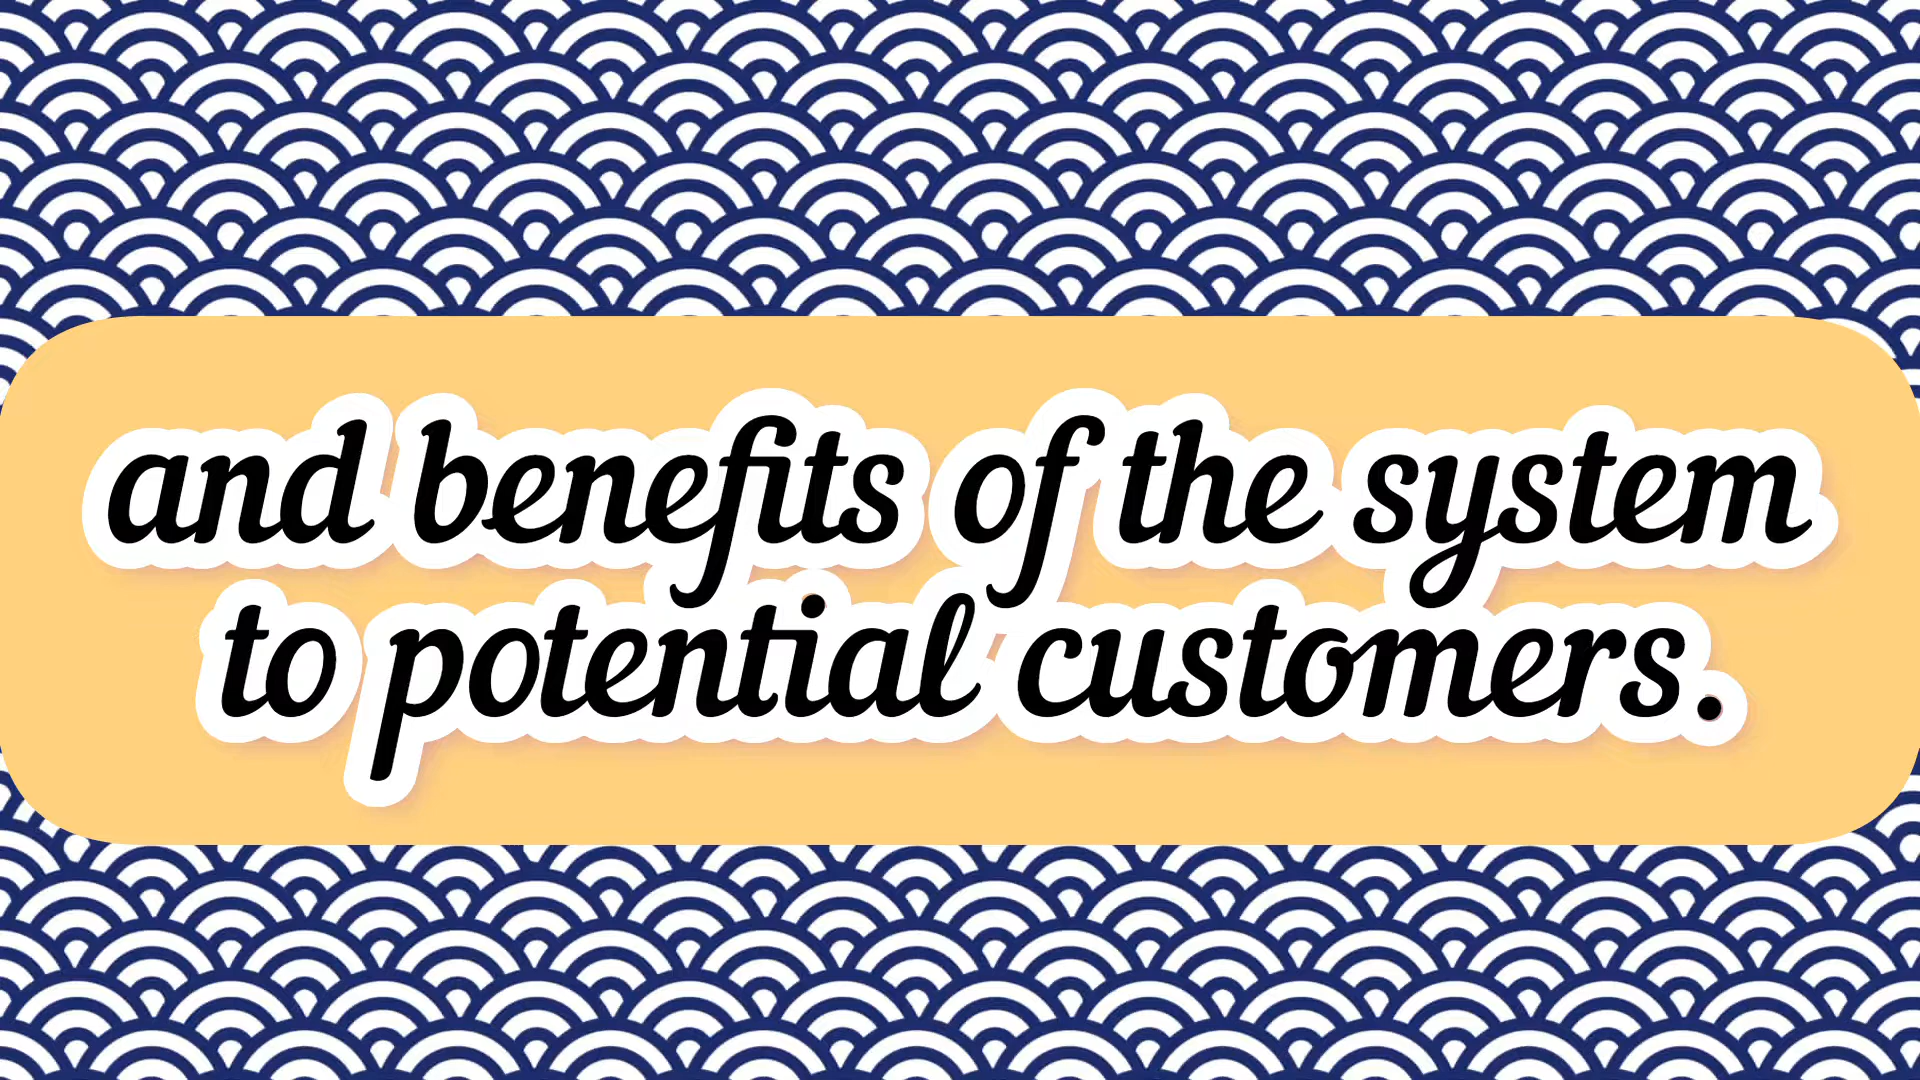 and benefits of the system
to potential customers.